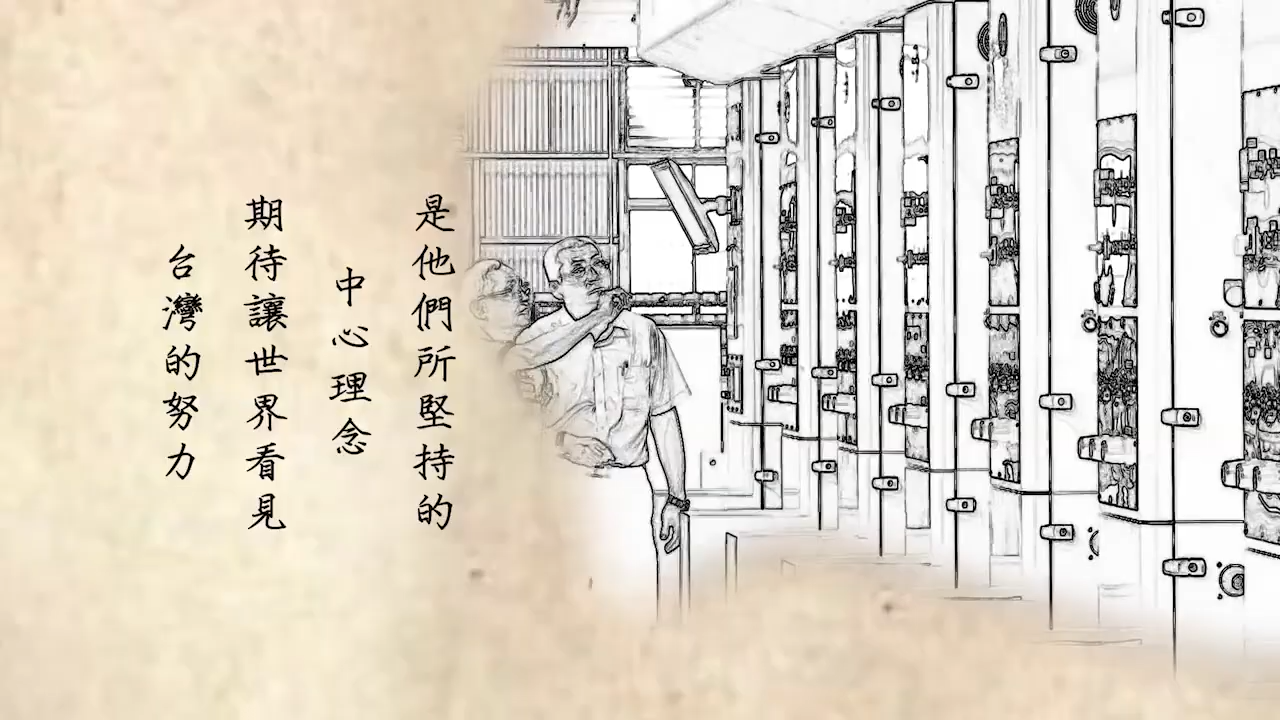 是他們所堅持的
中心理念
期待讓世界看見
台灣的努力